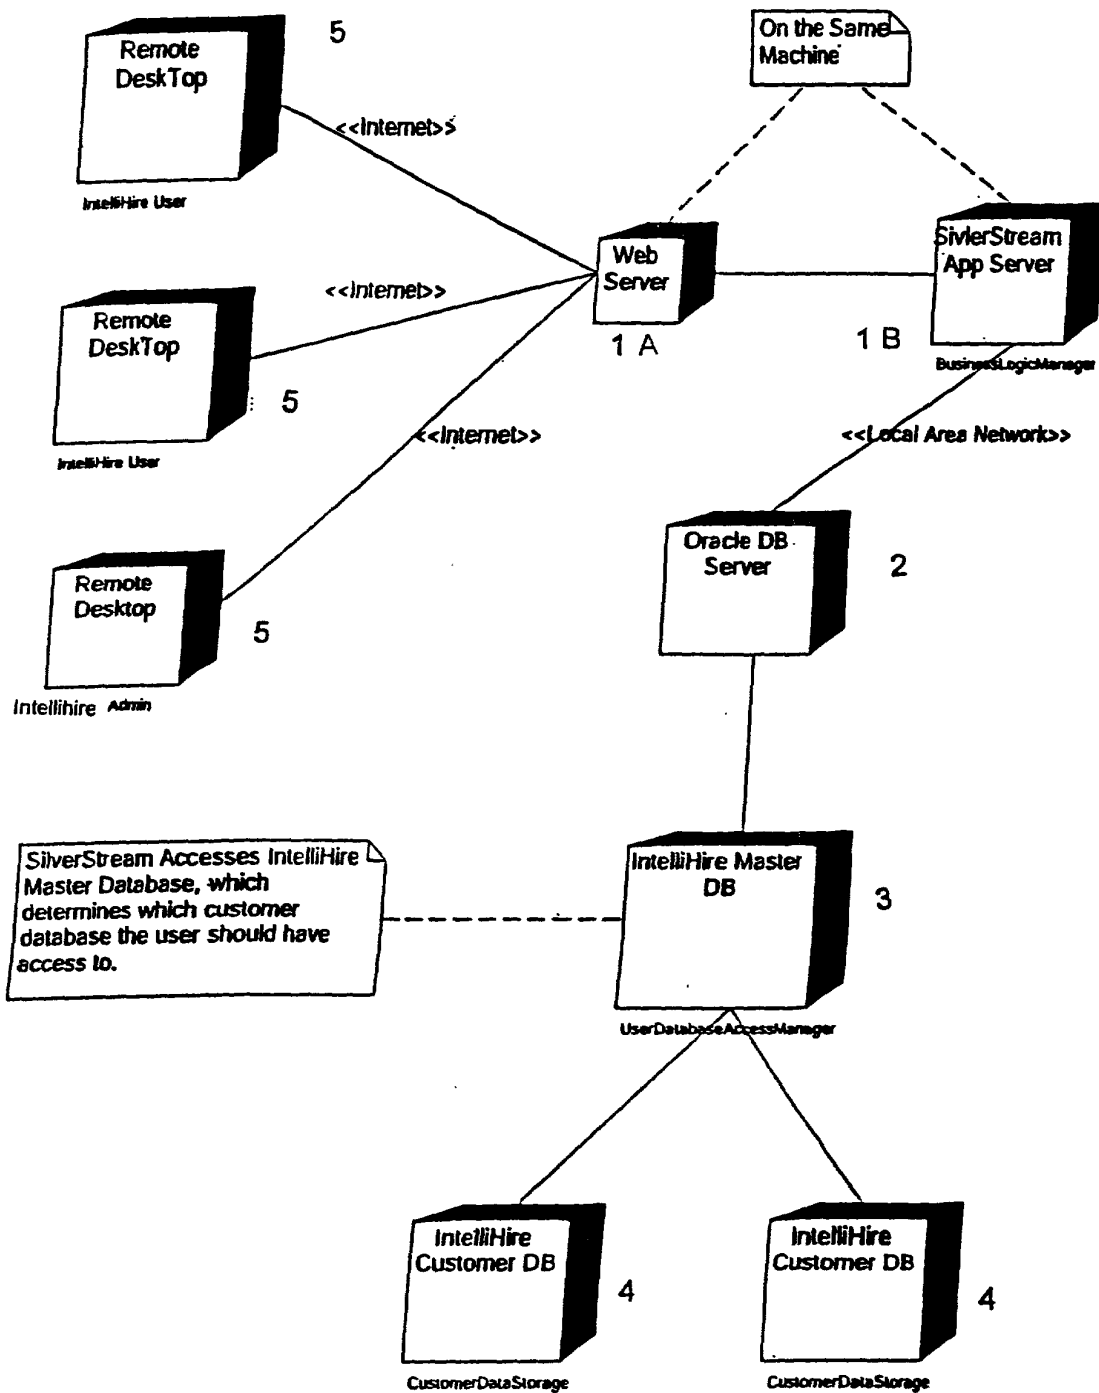 Remote
DeskTop
5
IntelliHire User
<<Internet>>
On the Same
Machine
Remote
DeskTop
5
IntelliHire User
<<Internet>>
Web
Server
1 A
SivlerStream
App Server
1 B
BusinessLogicManager
<<Internet>>
<<Local Area Network>>
Remote
Desktop
5
Intellihire Admin
Oracle DB
Server
2
SilverStream Accesses IntelliHire
Master Database, which
determines which customer
database the user should have
access to.
IntelliHire Master
DB
3
UserDatabaseAccessManager
IntelliHire
Customer DB
4
CustomerDataStorage
IntelliHire
Customer DB
4
CustomerDataStorage